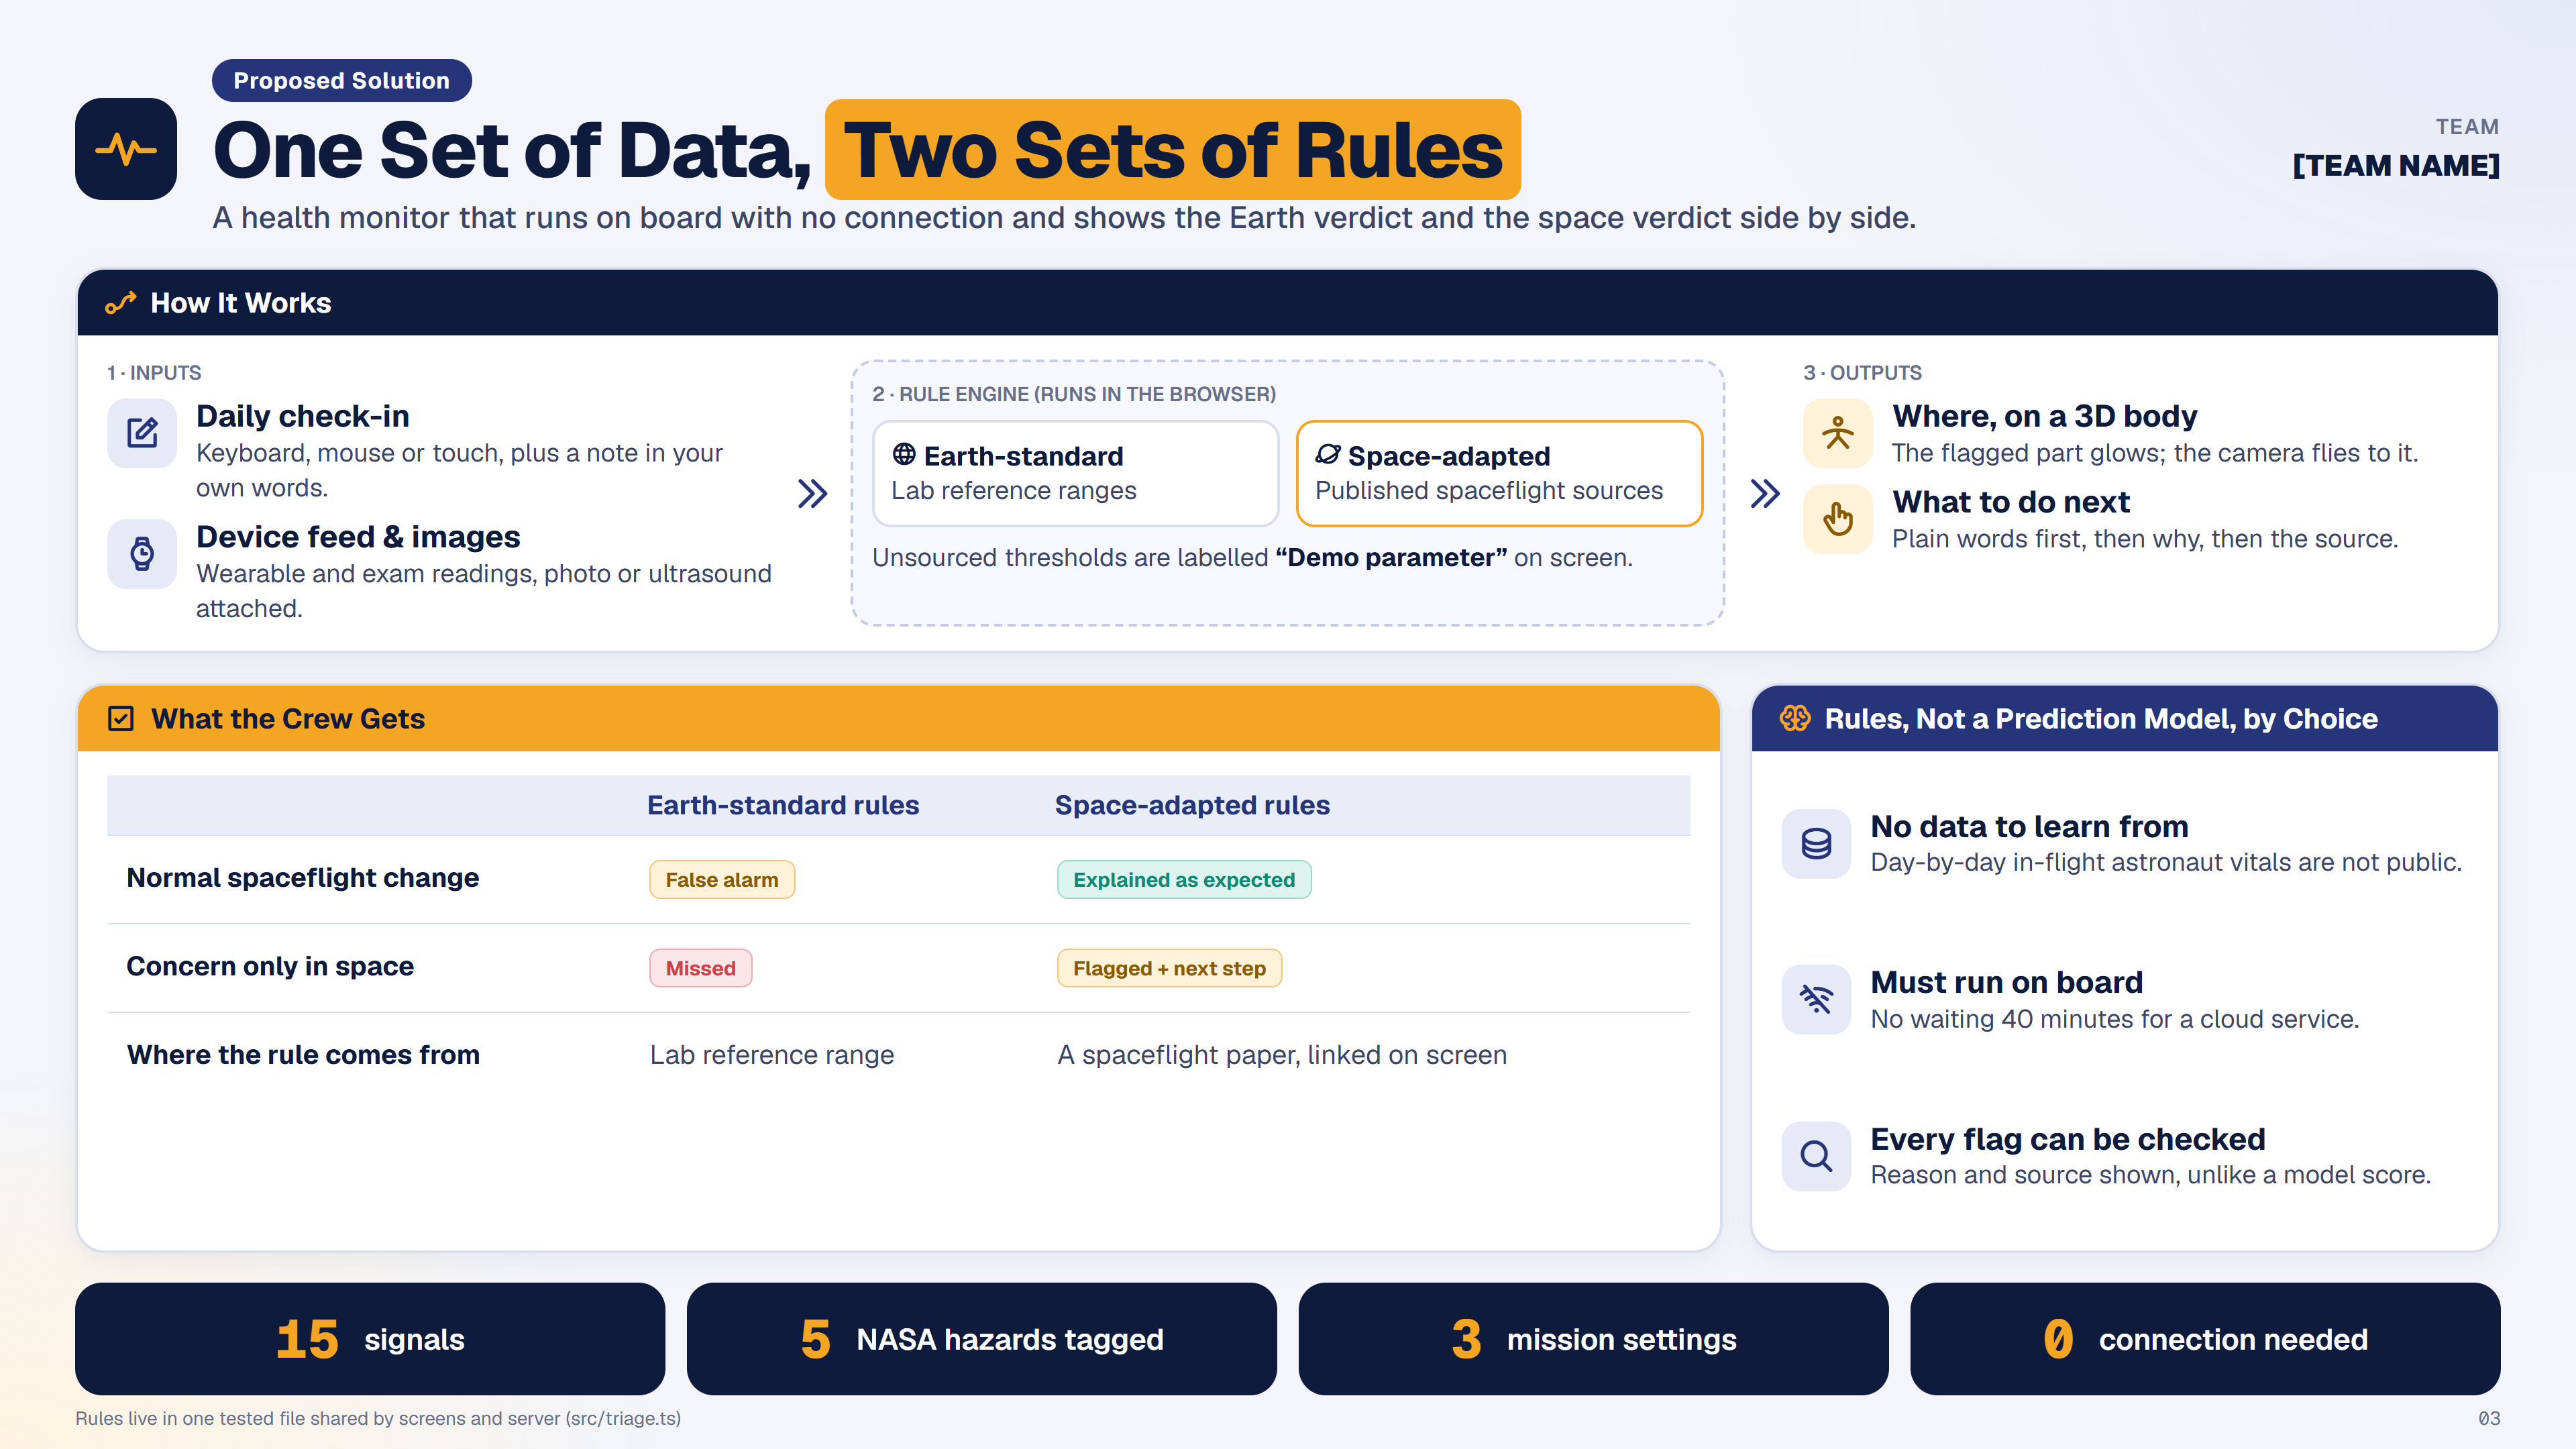 Proposed Solution
One Set of Data, Two Sets of Rules
A health monitor that runs on board with no connection and shows the Earth verdict and the space verdict side by side.
TEAM
[TEAM NAME]
How It Works
1 · INPUTS
Daily check-in
Keyboard, mouse or touch, plus a note in your
own words.
Device feed & images
Wearable and exam readings, photo or ultrasound
attached.
2 · RULE ENGINE (RUNS IN THE BROWSER)
Earth-standard
Lab reference ranges
Space-adapted
Published spaceflight sources
Unsourced thresholds are labelled “Demo parameter” on screen.
3 · OUTPUTS
Where, on a 3D body
The flagged part glows; the camera flies to it.
What to do next
Plain words first, then why, then the source.
What the Crew Gets
Earth-standard rules Space-adapted rules
Normal spaceflight change False alarm Explained as expected
Concern only in space Missed Flagged + next step
Where the rule comes from Lab reference range A spaceflight paper, linked on screen
Rules, Not a Prediction Model, by Choice
No data to learn from
Day-by-day in-flight astronaut vitals are not public.
Must run on board
No waiting 40 minutes for a cloud service.
Every flag can be checked
Reason and source shown, unlike a model score.
15 signals
5 NASA hazards tagged
3 mission settings
0 connection needed
Rules live in one tested file shared by screens and server (src/triage.ts)
03